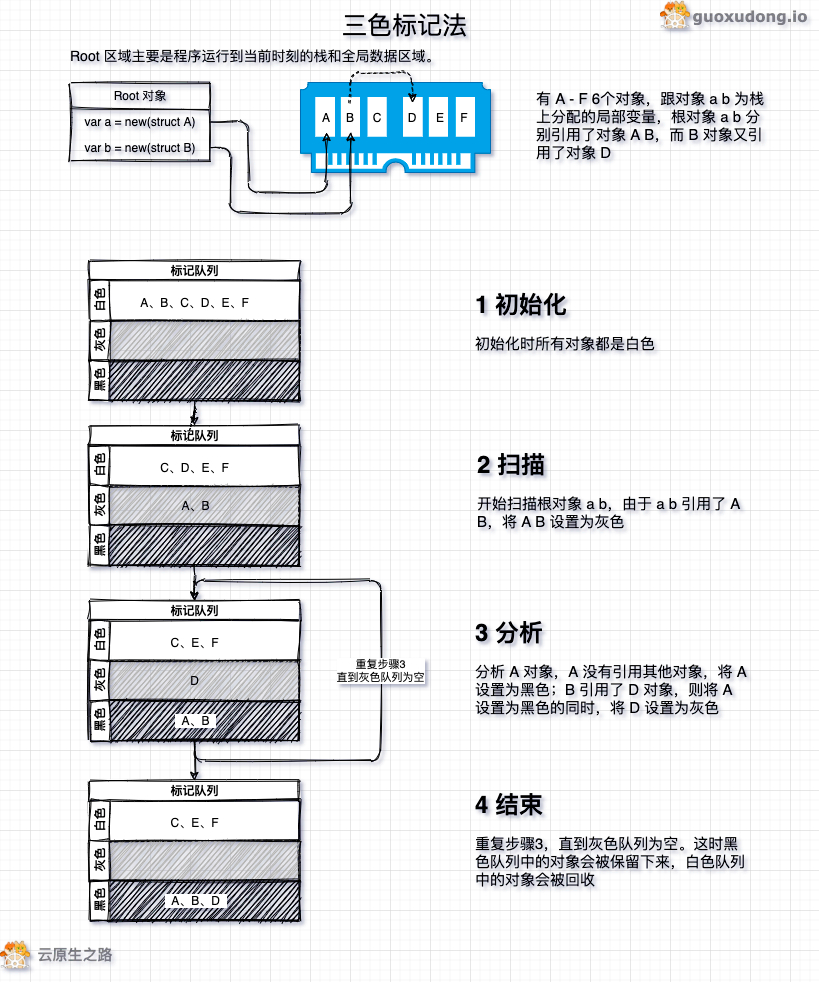 三色标记法
guoxudong.io
Root 区域主要是程序运行到当前时刻的栈和全局数据区域。
Root 对象
var a = new(struct A)
var b = new(struct B)
A B C D E F
有 A - F 6个对象，跟对象 a b 为栈
上分配的局部变量，根对象 a b 分
别引用了对象 A B，而 B 对象又引
用了对象 D
标记队列
白色
A、B、C、D、E、F
灰色
黑色
1 初始化
初始化时所有对象都是白色
标记队列
白色
C、D、E、F
灰色
A、B
黑色
2 扫描
开始扫描根对象 a b，由于 a b 引用了 A
B，将 A B 设置为灰色
标记队列
白色
C、E、F
灰色
D
黑色
A、B
重复步骤3
直到灰色队列为空
3 分析
分析 A 对象，A 没有引用其他对象，将 A
设置为黑色；B 引用了 D 对象，则将 A
设置为黑色的同时，将 D 设置为灰色
标记队列
白色
C、E、F
灰色
黑色
A、B、D
4 结束
重复步骤3，直到灰色队列为空。这时黑
色队列中的对象会被保留下来，白色队列
中的对象会被回收
云原生之路